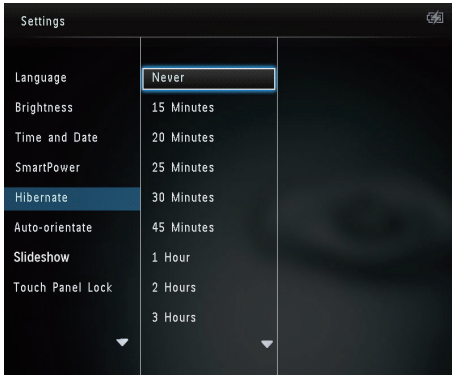 Settings
Language
Brightness
Time and Date
SmartPower
Hibernate
Auto-orientate
Slideshow
Touch Panel Lock
Never
15 Minutes
20 Minutes
25 Minutes
30 Minutes
45 Minutes
1 Hour
2 Hours
3 Hours